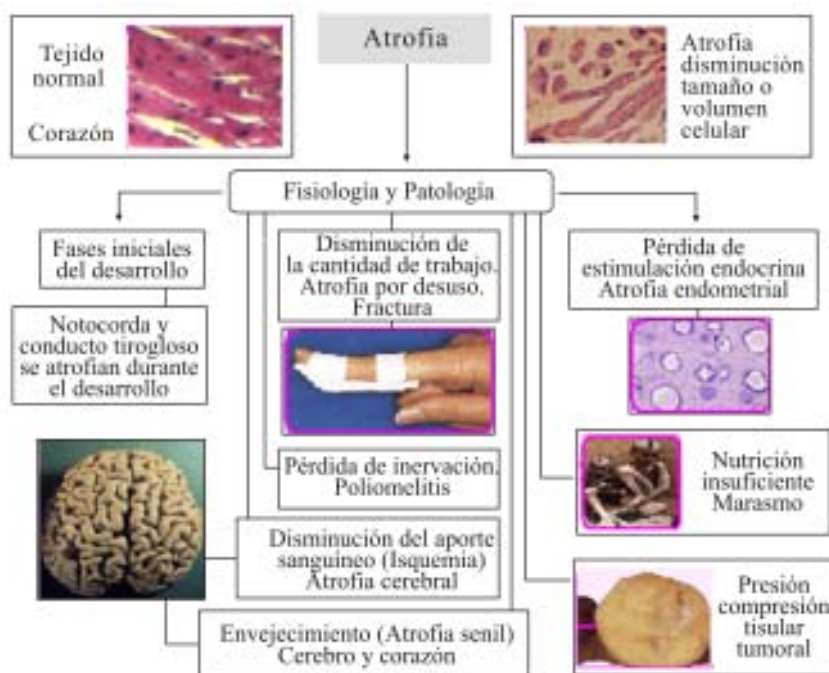 Tejido
normal
Corazón
Atrofia
Atrofia
disminución
tamaño o
volumen
celular
Fisiología y Patología
Fases iniciales
del desarrollo
Notocorda y
conducto tirogloso
se atrofian durante
el desarrollo
Disminución de
la cantidad de trabajo.
Atrofia por desuso.
Fractura
Pérdida de
estimulación endocrina
Atrofia endometrial
Pérdida de inervación.
Poliomelitis
Nutrición
insuficiente
Marasmo
Disminución del aporte
sanguíneo (Isquemia)
Atrofia cerebral
Envejecimiento (Atrofia senil)
Cerebro y corazón
Presión
compresión
tisular
tumoral